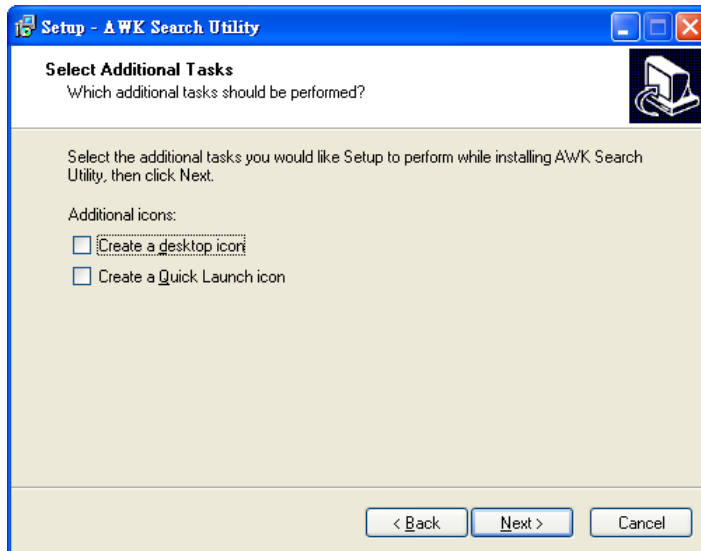 Setup - AWK Search Utility
Select Additional Tasks
Which additional tasks should be performed?
Select the additional tasks you would like Setup to perform while installing AWK Search
Utility, then click Next.
Additional icons:
Create a desktop icon
Create a Quick Launch icon
< Back
Next >
Cancel